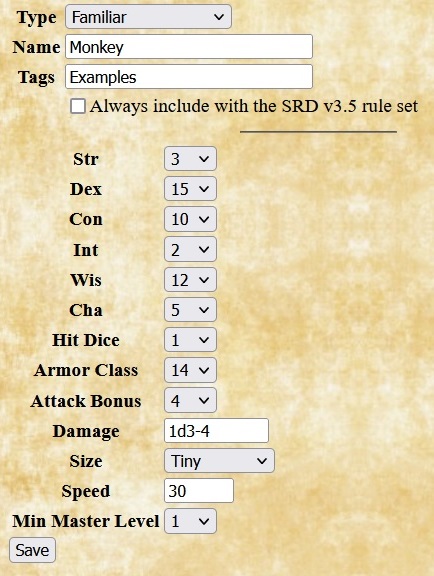 Type Familiar
Name Monkey
Tags Examples
Always include with the SRD v3.5 rule set
Str 3
Dex 15
Con 10
Int 2
Wis 12
Cha 5
Hit Dice 1
Armor Class 14
Attack Bonus 4
Damage 1d3-4
Size Tiny
Speed 30
Min Master Level 1
Save